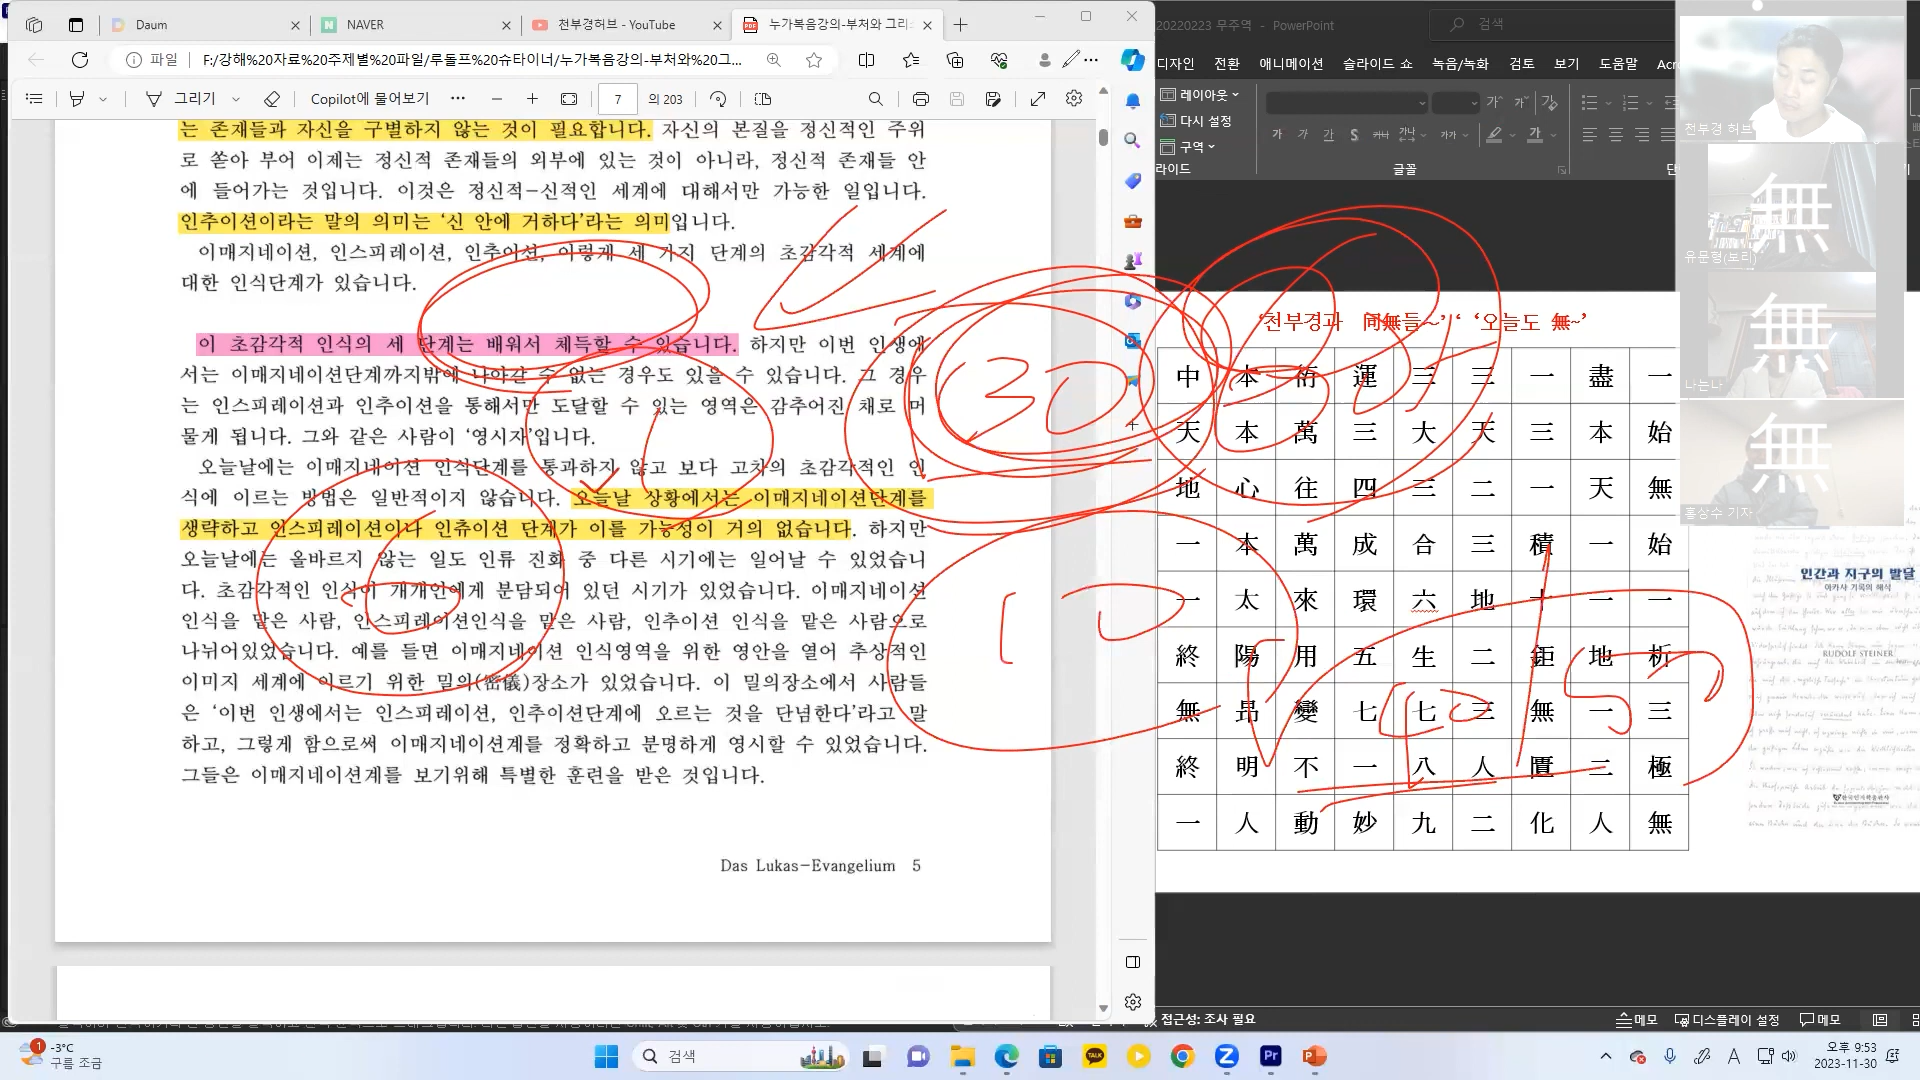 Daum
NAVER
천부경허브 - YouTube
누가복음강의-부처와 그리
파일
F:/강해%20자료%20주제별%20파일/루돌프%20슈타이너/누가복음강의-부처와%20그...
그리기
Copilot에 물어보기
7
의 203
는 존재들과 자신을 구별하지 않는 것이 필요합니다. 자신의 본질을 정신적인 주위
로 쏟아 부어 이제는 정신적 존재들의 외부에 있는 것이 아니라, 정신적 존재들 안
에 들어가는 것입니다. 이것은 정신적-신적인 세계에 대해서만 가능한 일입니다.
인추이션이라는 말의 의미는 ‘신 안에 거하다’라는 의미입니다.
이매지네이션, 인스피레이션, 인추이션, 이렇게 세 가지 단계의 초감각적 세계에
대한 인식단계가 있습니다.
이 초감각적 인식의 세 단계는 배워서 체득할 수 있습니다. 하지만 이번 인생에
서는 이매지네이션단계까지밖에 나아갈 수 없는 경우도 있을 수 있습니다. 그 경우
는 인스피레이션과 인추이션을 통해서만 도달할 수 있는 영역은 감추어진 채로 머
물게 됩니다. 그와 같은 사람이 ‘영시자’입니다.
오늘날에는 이매지네이션 인식단계를 통과하지 않고 보다 고차의 초감각적인 인
식에 이르는 방법은 일반적이지 않습니다. 오늘날 상황에서는 이매지네이션단계를
생략하고 인스피레이션이나 인츄이션 단계가 이를 가능성이 거의 없습니다. 하지만
오늘날에는 올바르지 않는 일도 인류 진화 중 다른 시기에는 일어날 수 있었습니
다. 초감각적인 인식이 개개인에게 분담되어 있던 시기가 있었습니다. 이매지네이션
인식을 맡은 사람, 인스피레이션인식을 맡은 사람, 인추이션 인식을 맡은 사람으로
나뉘어있었습니다. 예를 들면 이매지네이션 인식영역을 위한 영안을 열어 추상적인
이미지 세계에 이르기 위한 밀의(密儀)장소가 있었습니다. 이 밀의장소에서 사람들
은 ‘이번 인생에서는 인스피레이션, 인추이션단계에 오르는 것을 단념한다’라고 말
하고, 그렇게 함으로써 이매지네이션계를 정확하고 분명하게 영시할 수 있었습니다.
그들은 이매지네이션계를 보기위해 특별한 훈련을 받은 것입니다.
Das Lukas-Evangelium 5
30
10
40
50
20220223 무주역 - PowerPoint
검색
디자인 전환 애니메이션 슬라이드 쇼 녹음/녹화 검토 보기 도움말
레이아웃
다시 설정
구역
라이드
글꼴
‘천부경과 同無들~’ ‘ ‘오늘도 無~’
中 本 衍 運 三 三 一 盡 一
天 本 萬 三 大 天 三 本 始
地 心 往 四 三 二 一 天 無
一 本 萬 成 合 三 積 一 始
一 太 來 環 六 地 十 一 一
終 陽 用 五 生 二 鉅 地 析
無 昂 變 七 七 三 無 一 三
終 明 不 一 八 人 匱 二 極
一 人 動 妙 九 二 化 人 無
천부경 허브
無
유문형(보리)
無
나는나
無
홍상수 기자
인간과 지구의 발달
아카샤 기록의 해석
RUDOLF STEINER
한국인지학출판사
접근성: 조사 필요
메모
디스플레이 설정
메모
1
-3°C
구름 조금
검색
TALK
Pr
A
오후 9:53
2023-11-30